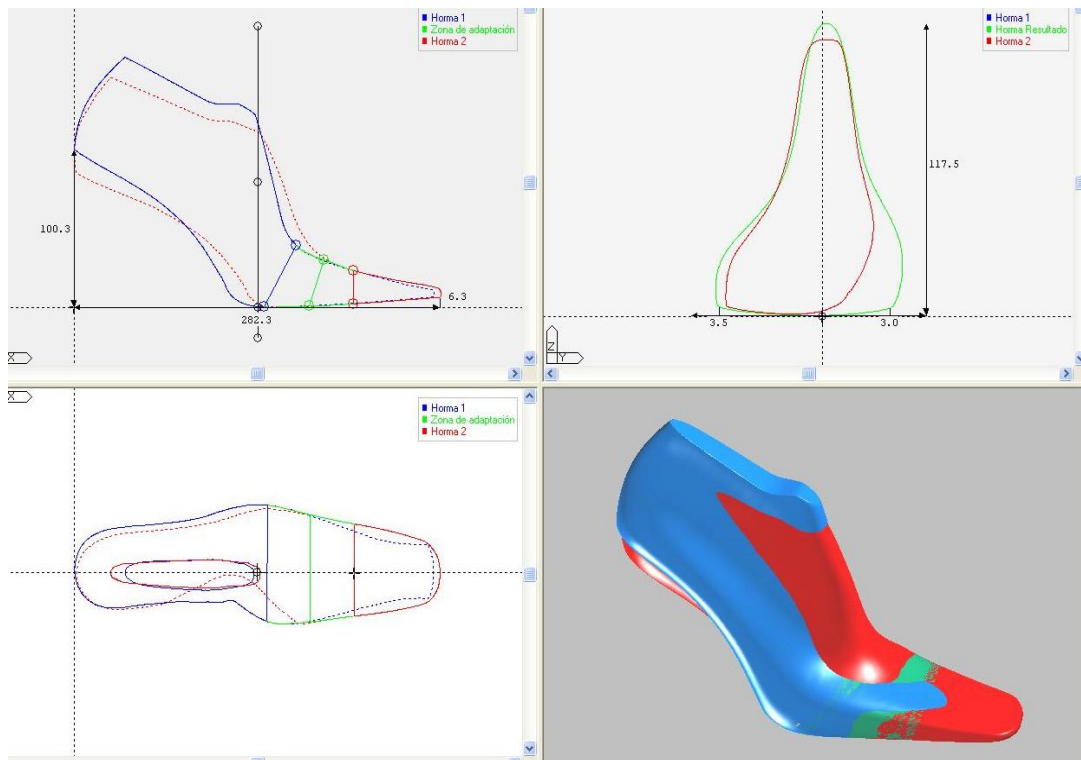 Horma 1
Zona de adaptación
Horma 2
100.3
282.3
6.3
X
Horma 1
Horma Resultado
Horma 2
117.5
3.5
3.0
Z
Y
X
Horma 1
Zona de adaptación
Horma 2